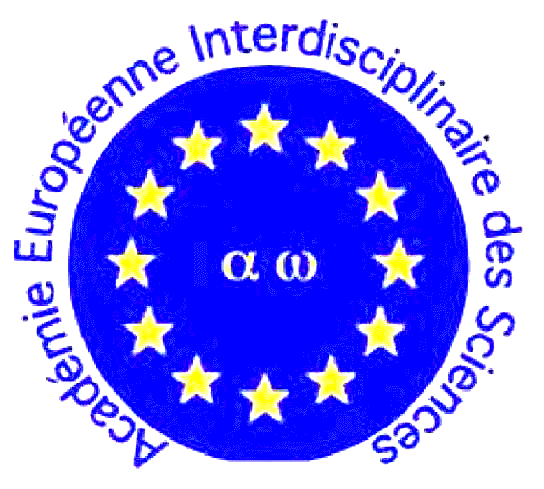 Académie Européenne Interdisciplinaire des Sciences
α ω